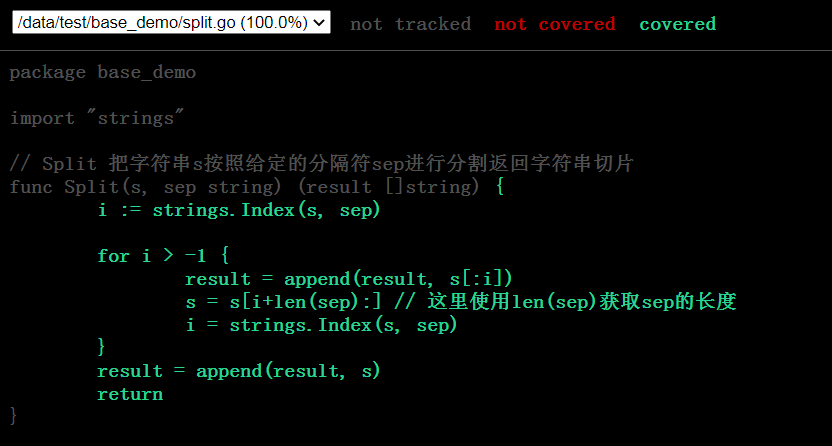 /data/test/base_demo/split.go (100.0%) not tracked not covered covered
package base_demo
import "strings"
// Split 把字符串s按照给定的分隔符sep进行分割返回字符串切片
func Split(s, sep string) (result []string) {
i := strings.Index(s, sep)
for i > -1 {
result = append(result, s[:i])
s = s[i+len(sep):] // 这里使用len(sep)获取sep的长度
i = strings.Index(s, sep)
}
result = append(result, s)
return
}